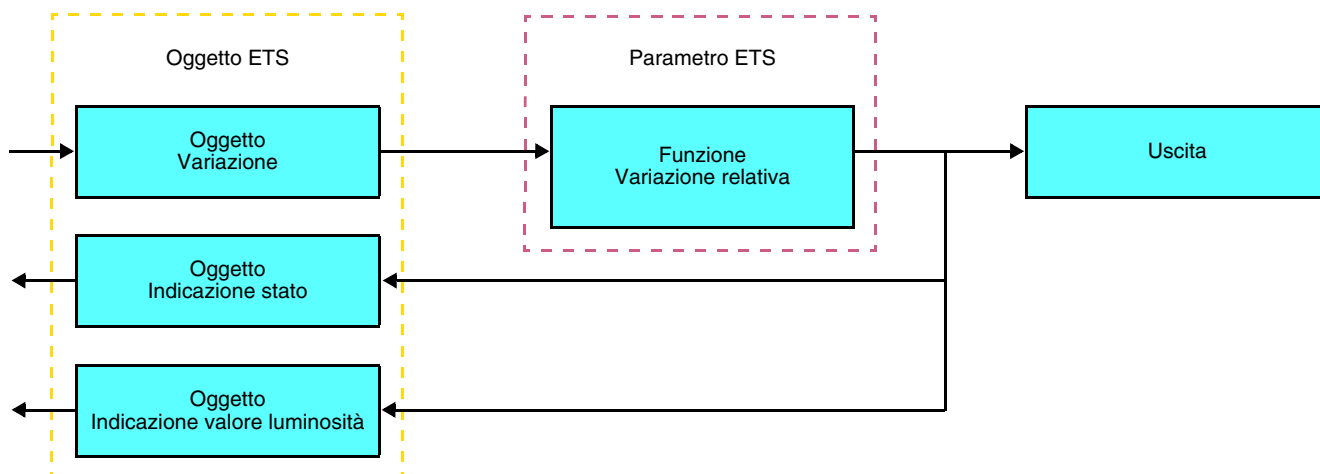 Oggetto ETS
Parametro ETS
Oggetto
Variazione
Funzione
Variazione relativa
Uscita
Oggetto
Indicazione stato
Oggetto
Indicazione valore luminosità